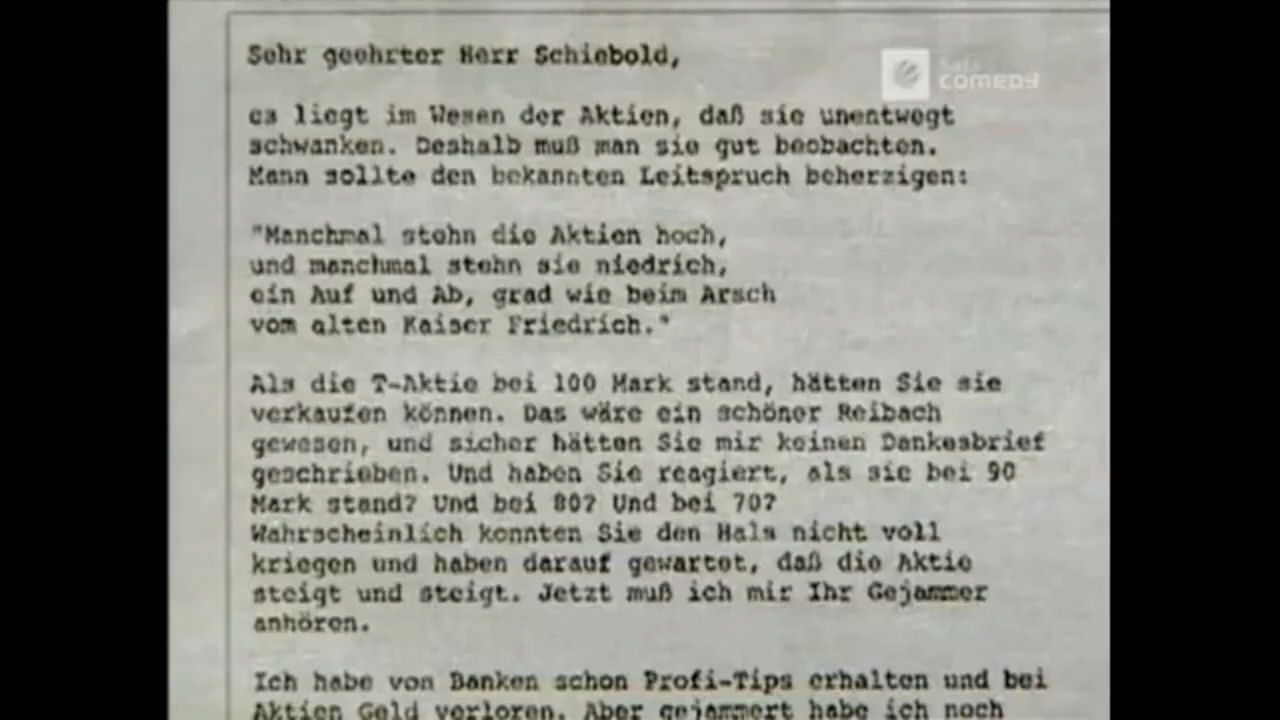 Sehr geehrter Herr Schiebold,
Sat.1
COMEDY
es liegt im Wesen der Aktien, daß sie unentwegt
schwanken. Deshalb muß man sie gut beobachten.
Mann sollte den bekannten Leitspruch beherzigen:
"Manchmal stehn die Aktien hoch,
und manchmal stehn sie niedrich,
ein Auf und Ab, grad wie beim Arsch
vom alten Kaiser Friedrich."
Als die T-Aktie bei 100 Mark stand, hätten Sie sie
verkaufen können. Das wäre ein schöner Reibach
gewesen, und sicher hätten Sie mir keinen Dankesbrief
geschrieben. Und haben Sie reagiert, als sie bei 90
Mark stand? Und bei 80? Und bei 70?
Wahrscheinlich konnten Sie den Hals nicht voll
kriegen und haben darauf gewartet, daß die Aktie
steigt und steigt. Jetzt muß ich mir Ihr Gejammer
anhören.
Ich habe von Banken schon Profi-Tips erhalten und bei
Aktien Geld verloren. Aber gejammert habe ich noch